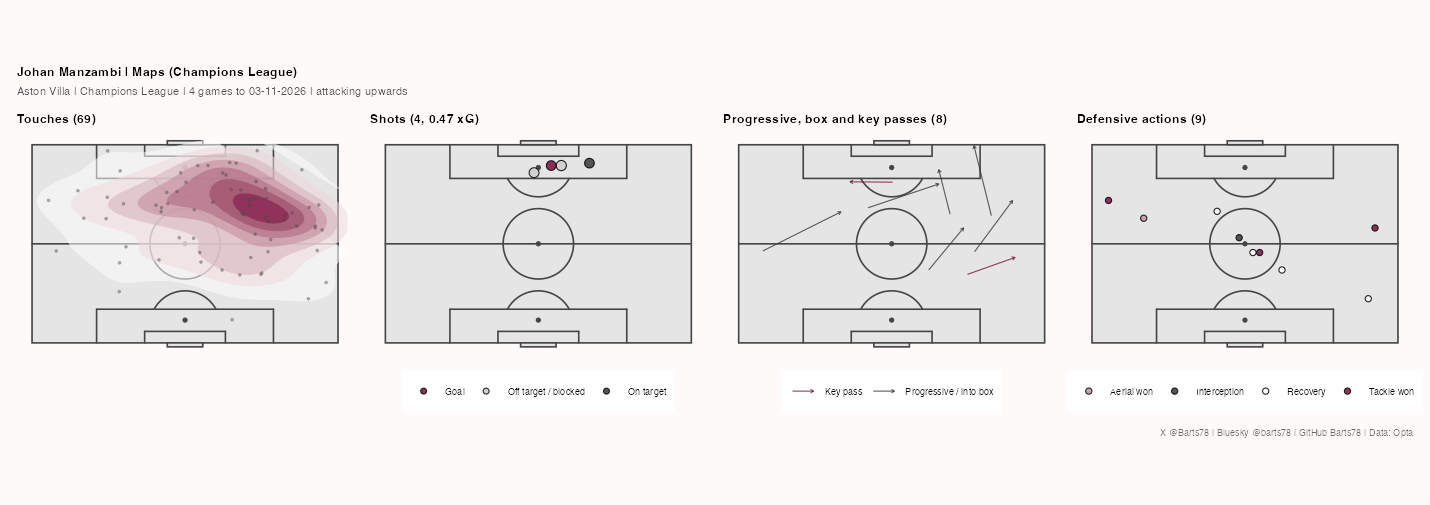 Johan Manzambi | Maps (Champions League)
Aston Villa | Champions League | 4 games to 03-11-2026 | attacking upwards
Touches (69)
Shots (4, 0.47 xG)
Progressive, box and key passes (8)
Defensive actions (9)
Goal
Off target / blocked
On target
Key pass
Progressive / into box
Aerial won
Interception
Recovery
Tackle won
X @Barts78 | Bluesky @barts78 | GitHub Barts78 | Data: Opta